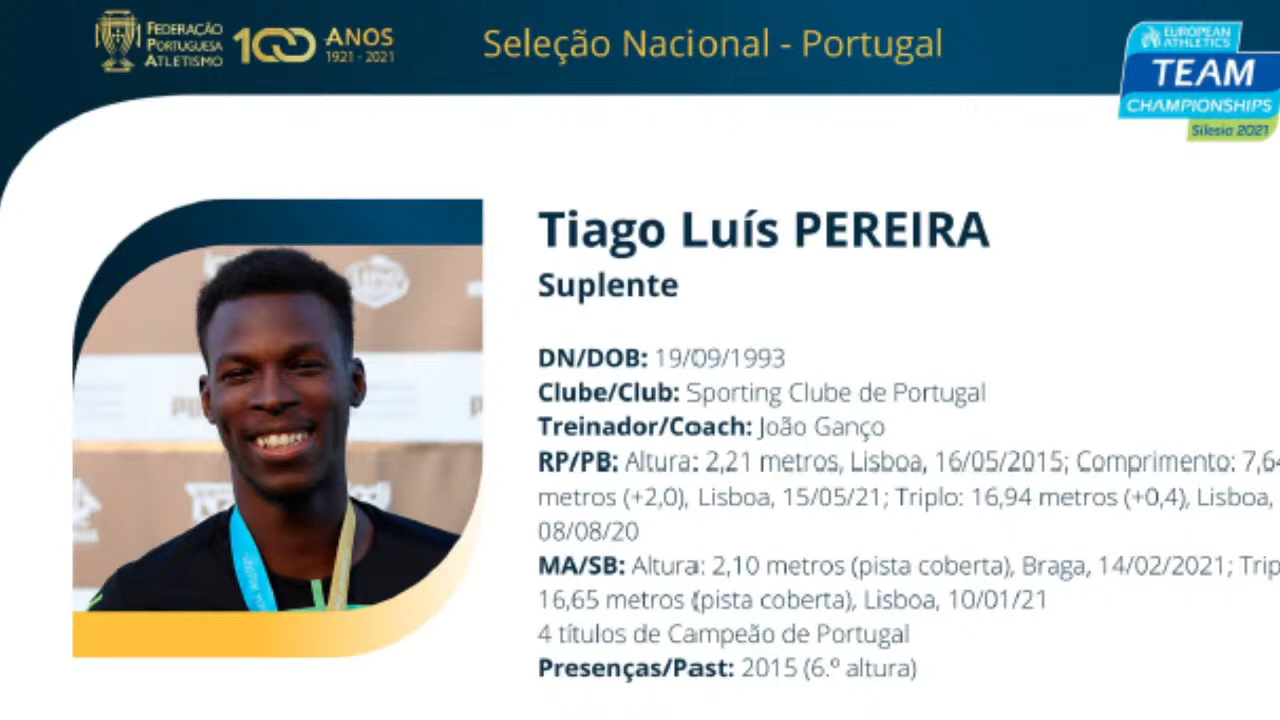 FEDERAÇÃO
PORTUGUESA
ATLETISMO
100 ANOS
1921 - 2021
Seleção Nacional - Portugal
EUROPEAN
ATHLETICS
TEAM
CHAMPIONSHIPS
Silesia 2021
Tiago Luís PEREIRA
Suplente
DN/DOB: 19/09/1993
Clube/Club: Sporting Clube de Portugal
Treinador/Coach: João Ganço
RP/PB: Altura: 2,21 metros, Lisboa, 16/05/2015; Comprimento: 7,64
metros (+2,0), Lisboa, 15/05/21; Triplo: 16,94 metros (+0,4), Lisboa,
08/08/20
MA/SB: Altura: 2,10 metros (pista coberta), Braga, 14/02/2021; Trip
16,65 metros (pista coberta), Lisboa, 10/01/21
4 títulos de Campeão de Portugal
Presenças/Past: 2015 (6.º altura)